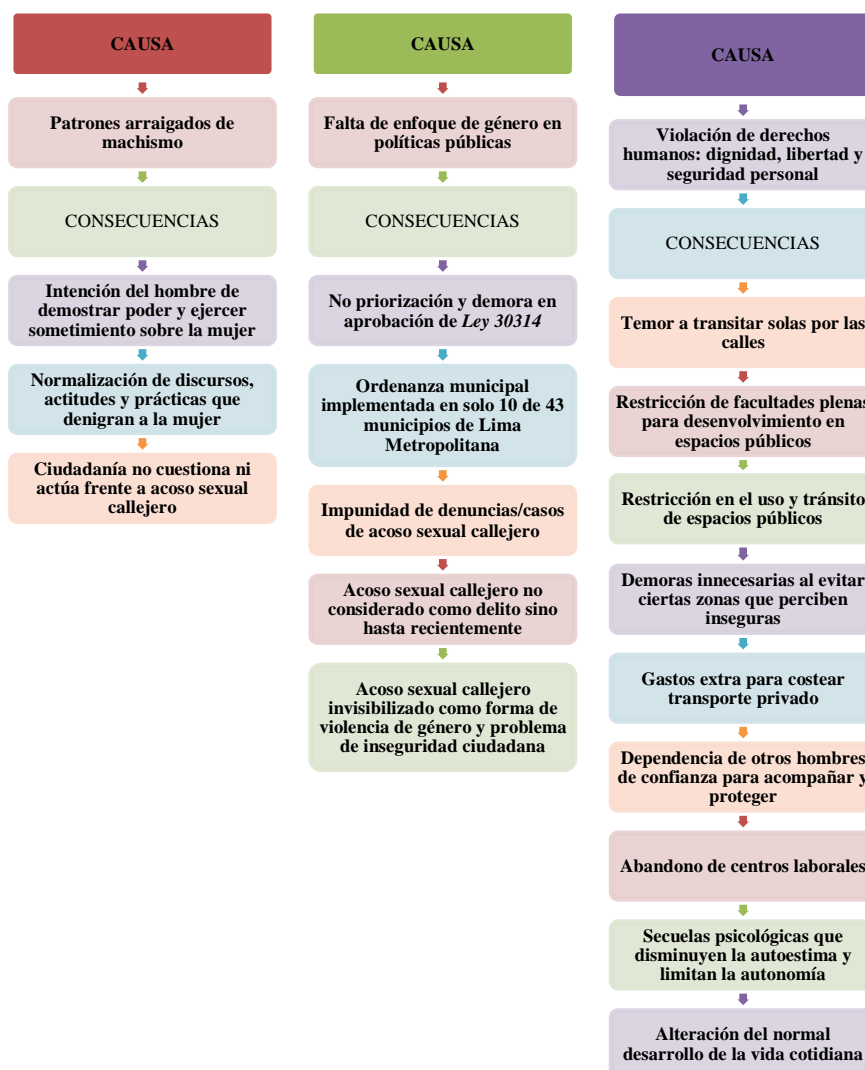 CAUSA
Patrones arraigados de
machismo
CONSECUENCIAS
Intención del hombre de
demostrar poder y ejercer
sometimiento sobre la mujer
Normalización de discursos,
actitudes y prácticas que
denigran a la mujer
Ciudadanía no cuestiona ni
actúa frente a acoso sexual
callejero
CAUSA
Falta de enfoque de género en
políticas públicas
CONSECUENCIAS
No priorización y demora en
aprobación de Ley 30314
Ordenanza municipal
implementada en solo 10 de 43
municipios de Lima
Metropolitana
Impunidad de denuncias/casos
de acoso sexual callejero
Acoso sexual callejero no
considerado como delito sino
hasta recientemente
Acoso sexual callejero
invisibilizado como forma de
violencia de género y problema
de inseguridad ciudadana
CAUSA
Violación de derechos
humanos: dignidad, libertad y
seguridad personal
CONSECUENCIAS
Temor a transitar solas por las
calles
Restricción de facultades plenas
para desenvolvimiento en
espacios públicos
Restricción en el uso y tránsito
de espacios públicos
Demoras innecesarias al evitar
ciertas zonas que perciben
inseguras
Gastos extra para costear
transporte privado
Dependencia de otros hombres
de confianza para acompañar y
proteger
Abandono de centros laborales
Secuelas psicológicas que
disminuyen la autoestima y
limitan la autonomía
Alteración del normal
desarrollo de la vida cotidiana